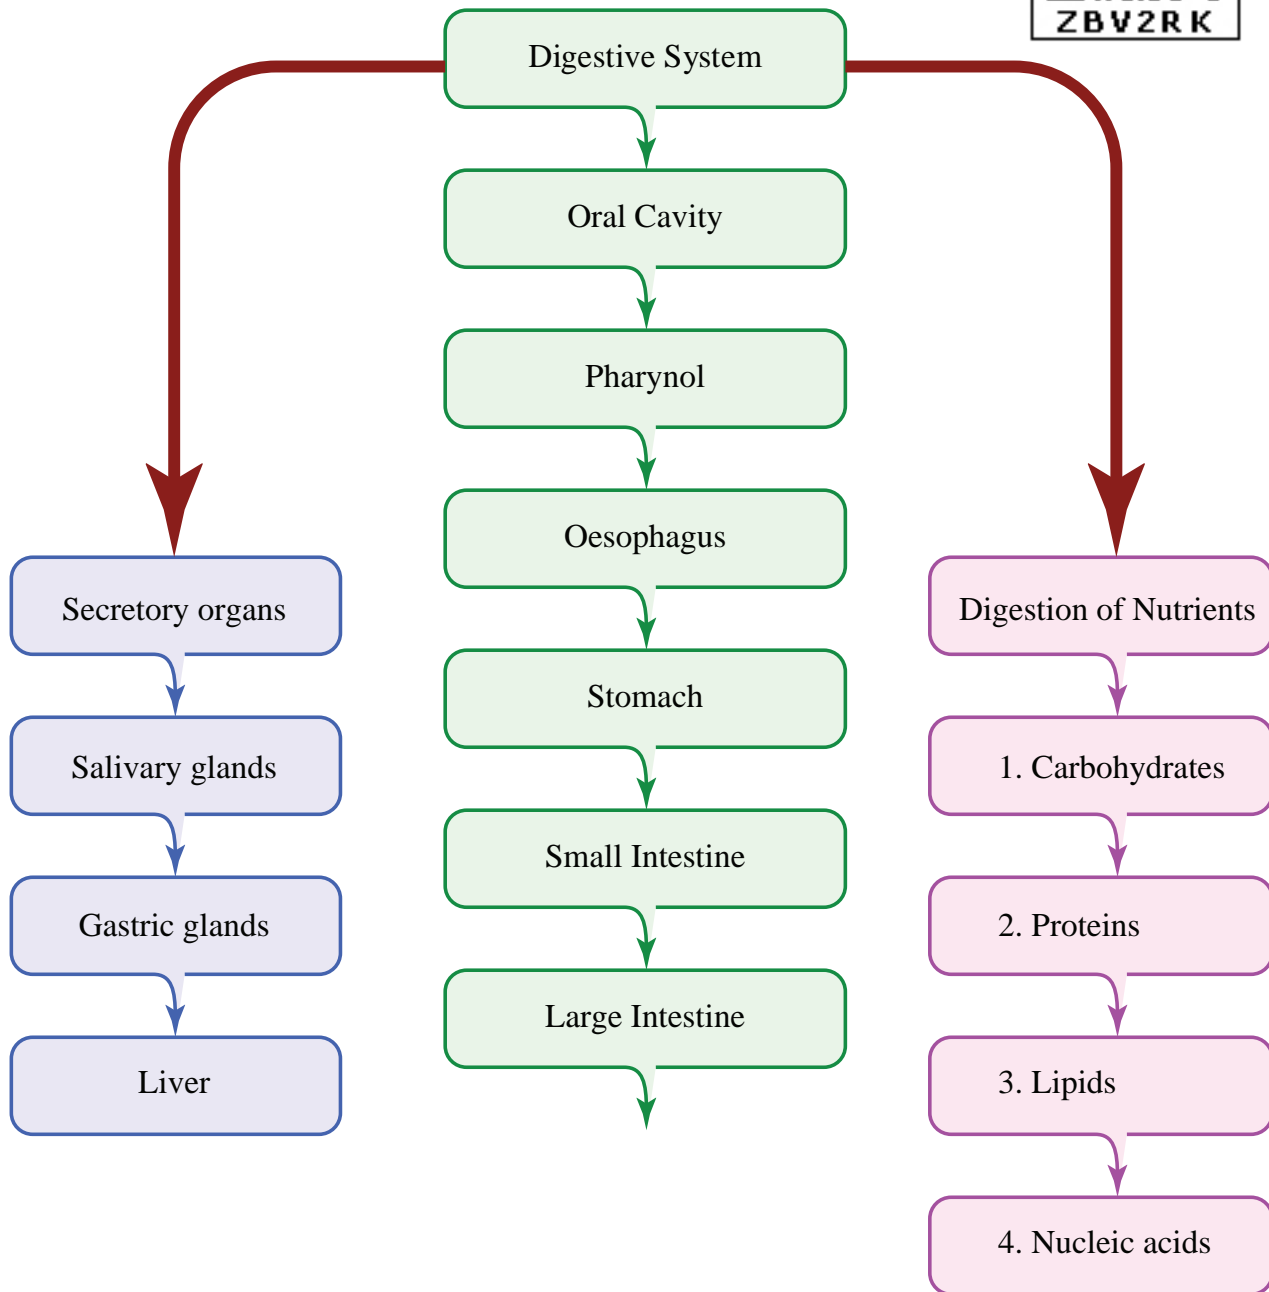 ZBV2RK
Digestive System
Oral Cavity
Pharynol
Oesophagus
Stomach
Small Intestine
Large Intestine
Secretory organs
Salivary glands
Gastric glands
Liver
Digestion of Nutrients
1. Carbohydrates
2. Proteins
3. Lipids
4. Nucleic acids